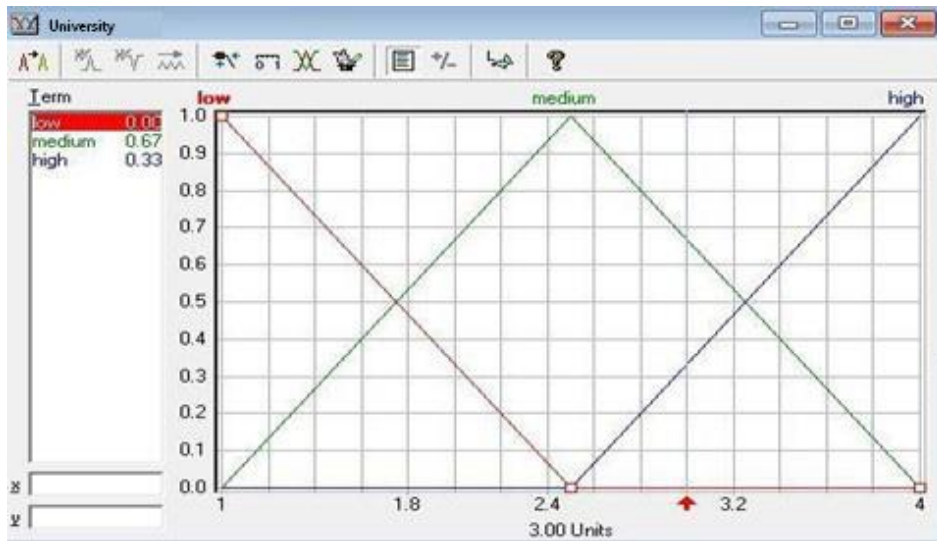 University
Term
low 0.00
medium 0.67
high 0.33
low medium high
1.0
0.9
0.8
0.7
0.6
0.5
0.4
0.3
0.2
0.1
0.0
1 1.8 2.4 3.2 4
3.00 Units
x
y